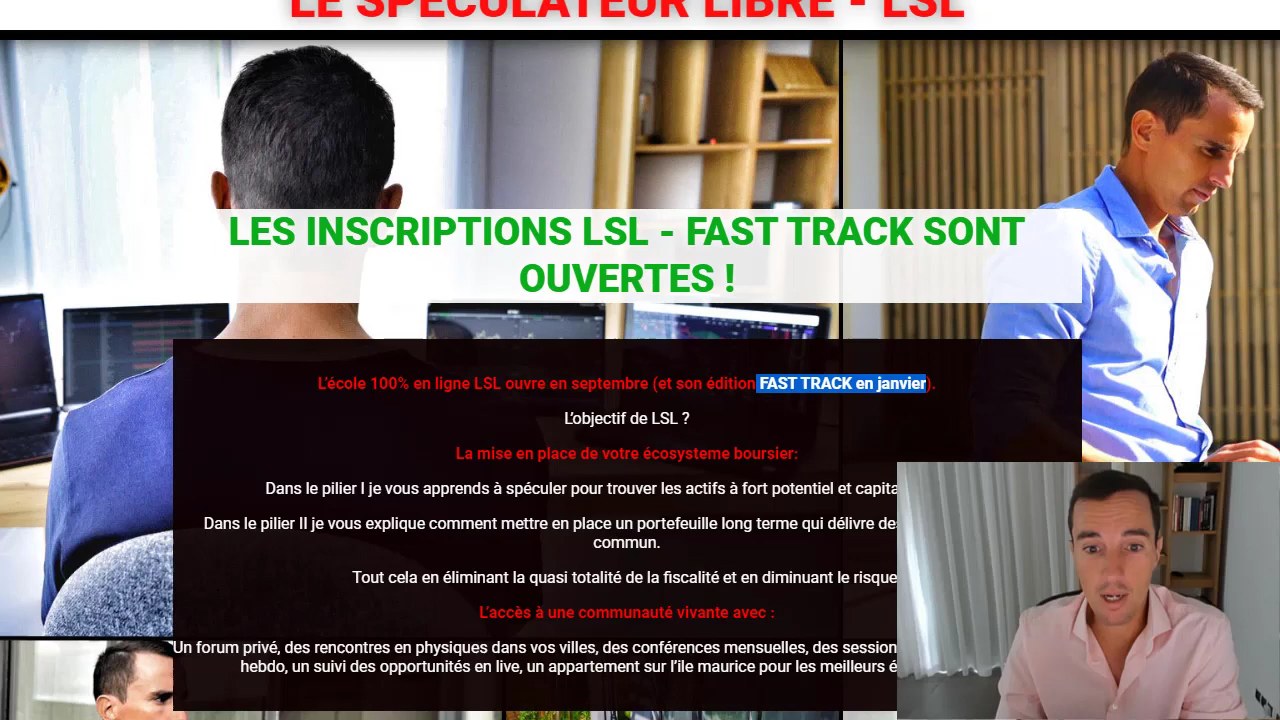 LE SPÉCULATEUR LIBRE - LSL
LES INSCRIPTIONS LSL - FAST TRACK SONT
OUVERTES !
L'école 100% en ligne LSL ouvre en septembre (et son édition FAST TRACK en janvier).
L'objectif de LSL ?
La mise en place de votre écosysteme boursier:
Dans le pilier I je vous apprends à spéculer pour trouver les actifs à fort potentiel et
Dans le pilier II je vous explique comment mettre en place un portefeuille long terme qui délivre
commun.
Tout cela en éliminant la quasi totalité de la fiscalité et en diminuant le risque
L'accès à une communauté vivante avec :
Un forum privé, des rencontres en physiques dans vos villes, des conférences mensuelles, des
hebdo, un suivi des opportunités en live, un appartement sur l'ile maurice pour les meilleurs